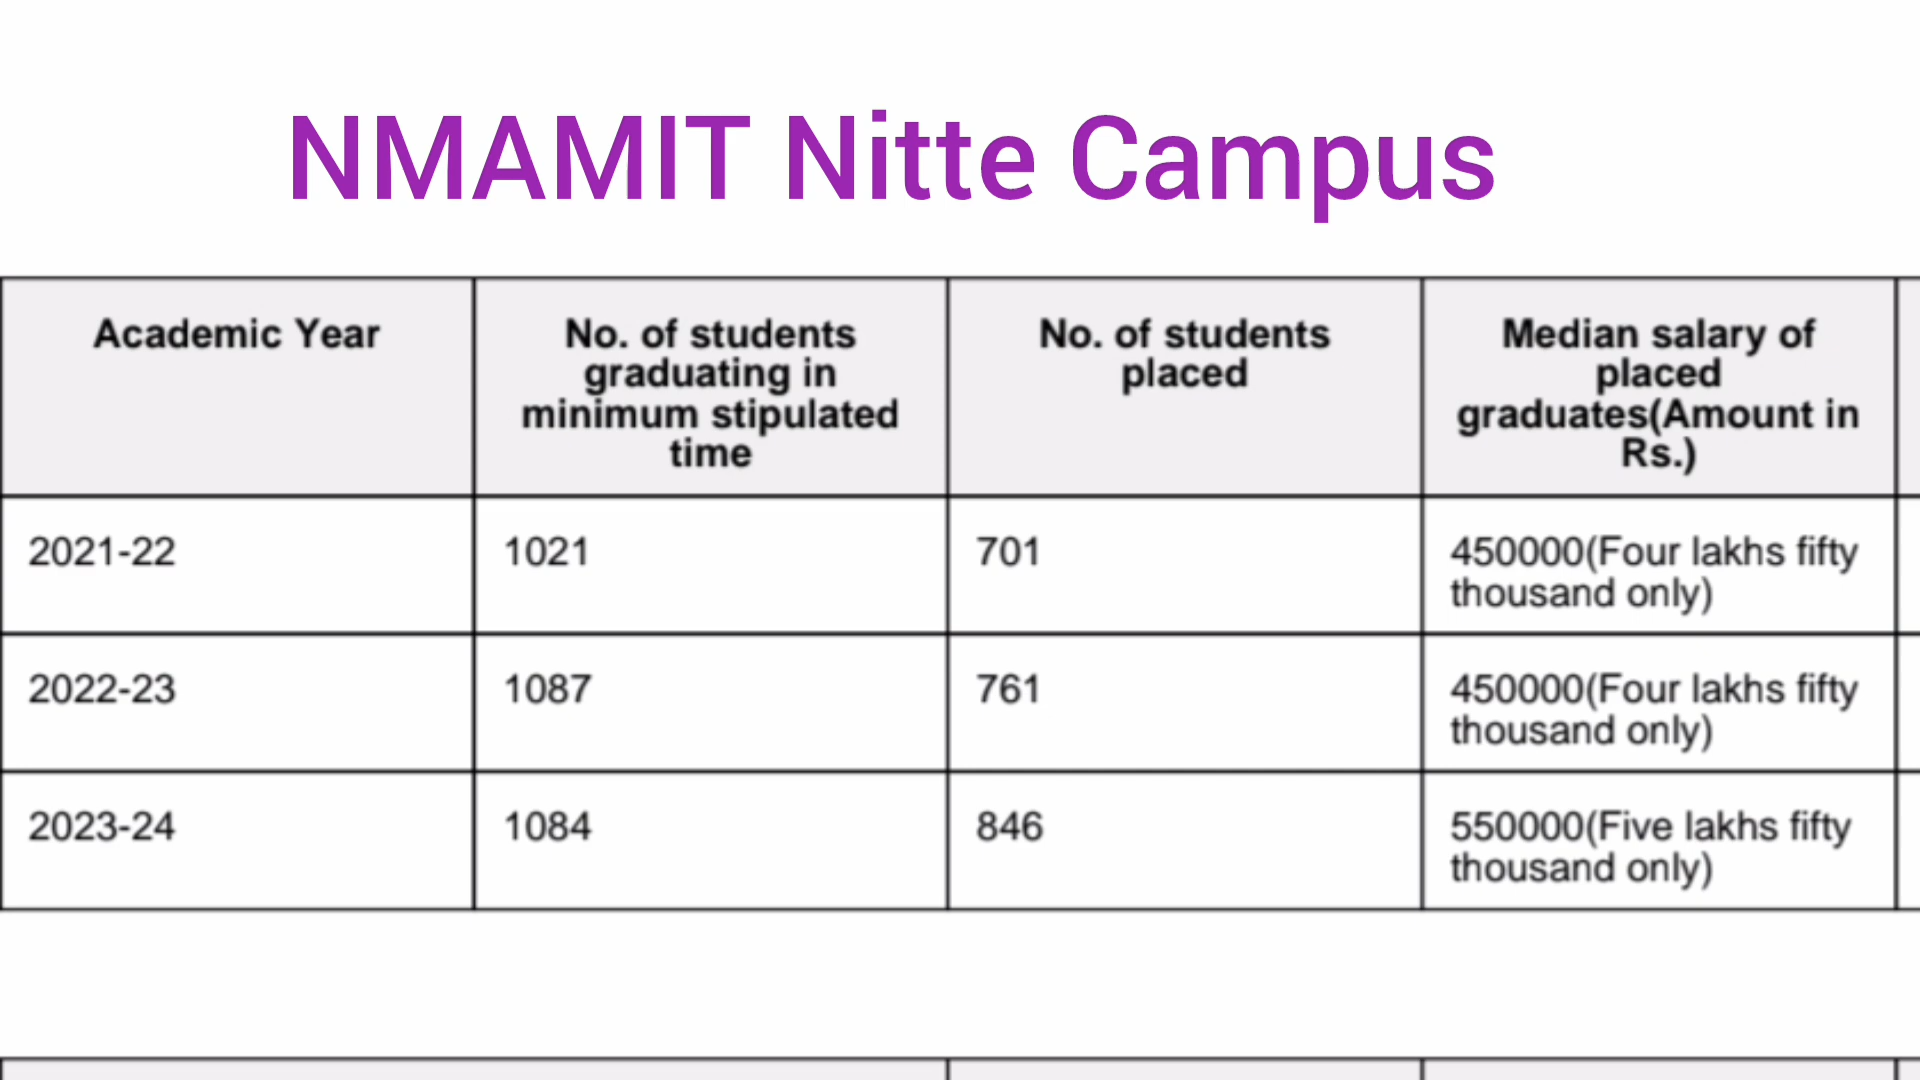 NMAMIT Nitte Campus
Academic Year
No. of students
graduating in
minimum stipulated
time
No. of students
placed
Median salary of
placed
graduates(Amount in
Rs.)
2021-22
1021
701
450000(Four lakhs fifty
thousand only)
2022-23
1087
761
450000(Four lakhs fifty
thousand only)
2023-24
1084
846
550000(Five lakhs fifty
thousand only)